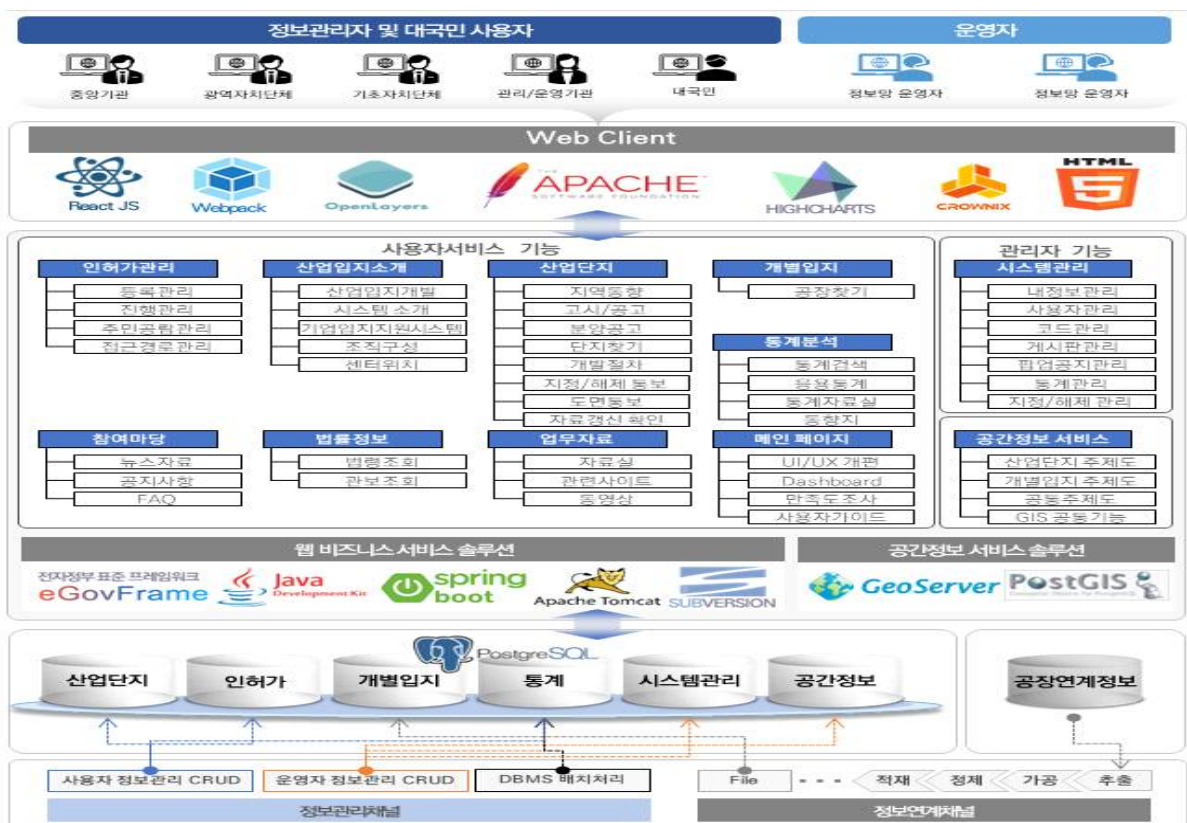 정보관리자 및 대국민 사용자
운영자
중앙기관
광역자치단체
기초자치단체
관리/운영기관
대국민
정보망 운영자
정보망 운영자
Web Client
React JS
Webpack
OpenLayers
THE
APACHE
SOFTWARE FOUNDATION
HIGHCHARTS
CROWNIX
HTML
5
사용자서비스 기능
관리자 기능
인허가관리
등록관리
진행관리
주민공람관리
접근경로관리
산업입지소개
산업입지개발
시스템 소개
기업입지지원시스템
조직구성
센터위치
산업단지
지역동향
고시/공고
분양공고
단지찾기
개발절차
지정/해제 통보
도면통보
자료갱신 확인
개별입지
공장찾기
통계분석
통계검색
응용통계
통계자료실
동향지
시스템관리
내정보관리
사용자관리
코드관리
게시판관리
팝업공지관리
통계관리
지정/해제 관리
참여마당
뉴스자료
공지사항
FAQ
법률정보
법령조회
관보조회
업무자료
자료실
관련사이트
동영상
메인 페이지
UI/UX 개편
Dashboard
만족도조사
사용자가이드
공간정보 서비스
산업단지 주제도
개별입지 주제도
공통주제도
GIS 공통기능
웹 비즈니스 서비스 솔루션
공간정보 서비스 솔루션
전자정부 표준 프레임워크
eGovFrame
Java
Development Kit
spring
boot
Apache Tomcat
SUBVERSION
GeoServer
PostGIS
PostgreSQL
산업단지
인허가
개별입지
통계
시스템관리
공간정보
공장연계정보
사용자 정보관리 CRUD
운영자 정보관리 CRUD
DBMS 배치처리
File
적재
정제
가공
추출
정보관리채널
정보연계채널